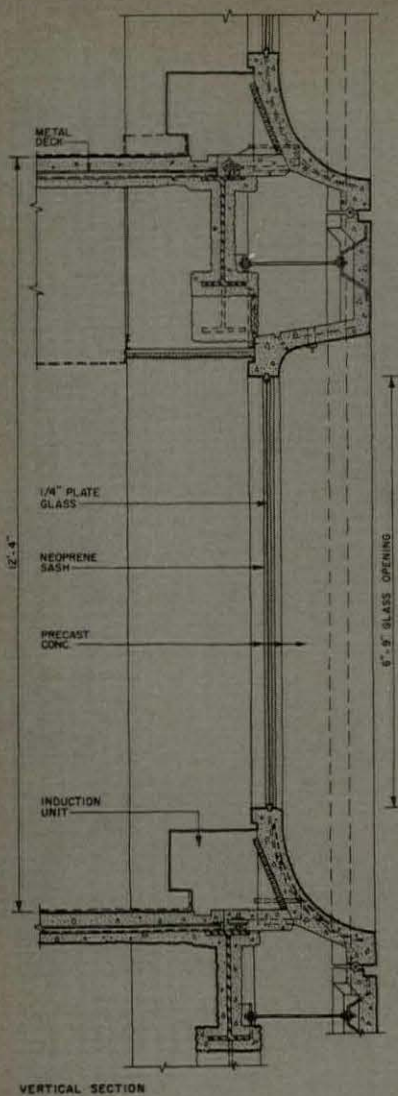 METAL
DECK
12'-4"
1/4" PLATE
GLASS
NEOPRENE
SASH
6"-9" GLASS OPENING
PRECAST
CONC.
INDUCTION
UNIT
VERTICAL SECTION